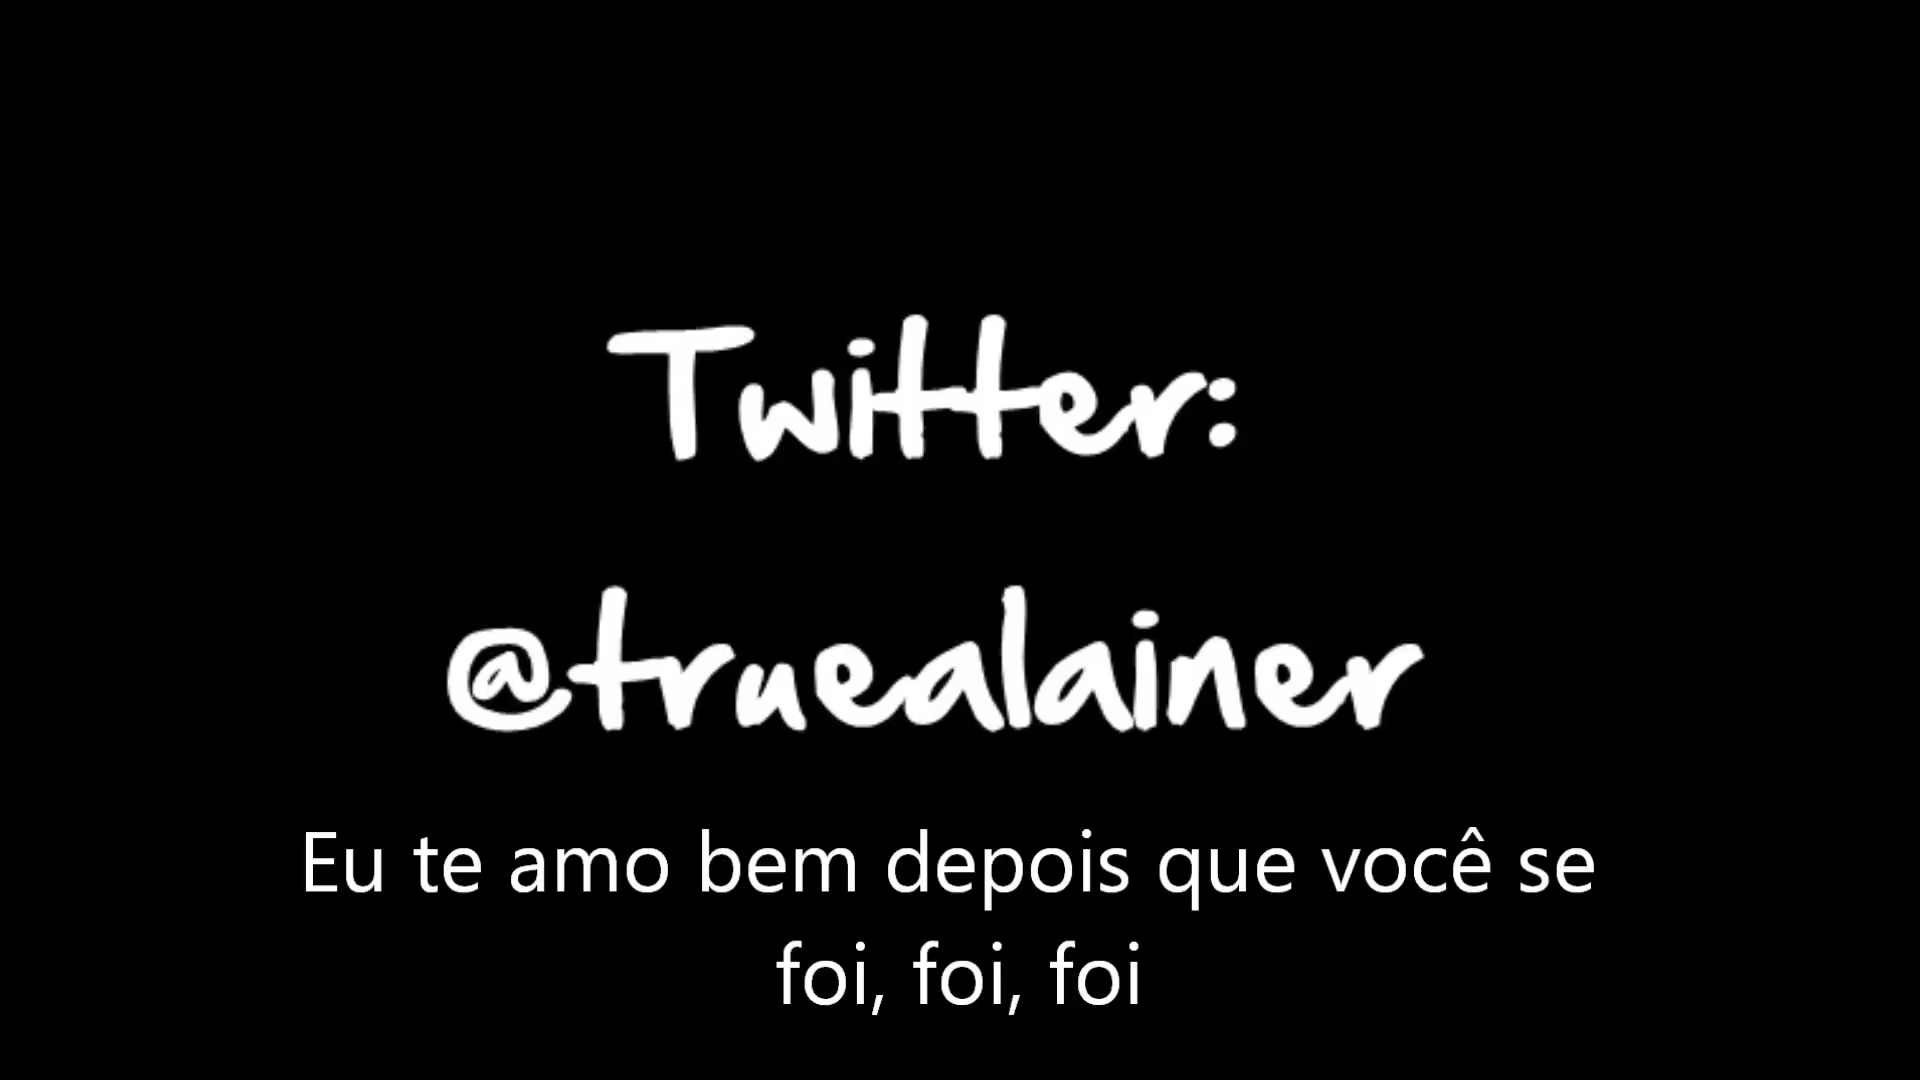 Twitter:
@truealainer
Eu te amo bem depois que você se
foi, foi, foi